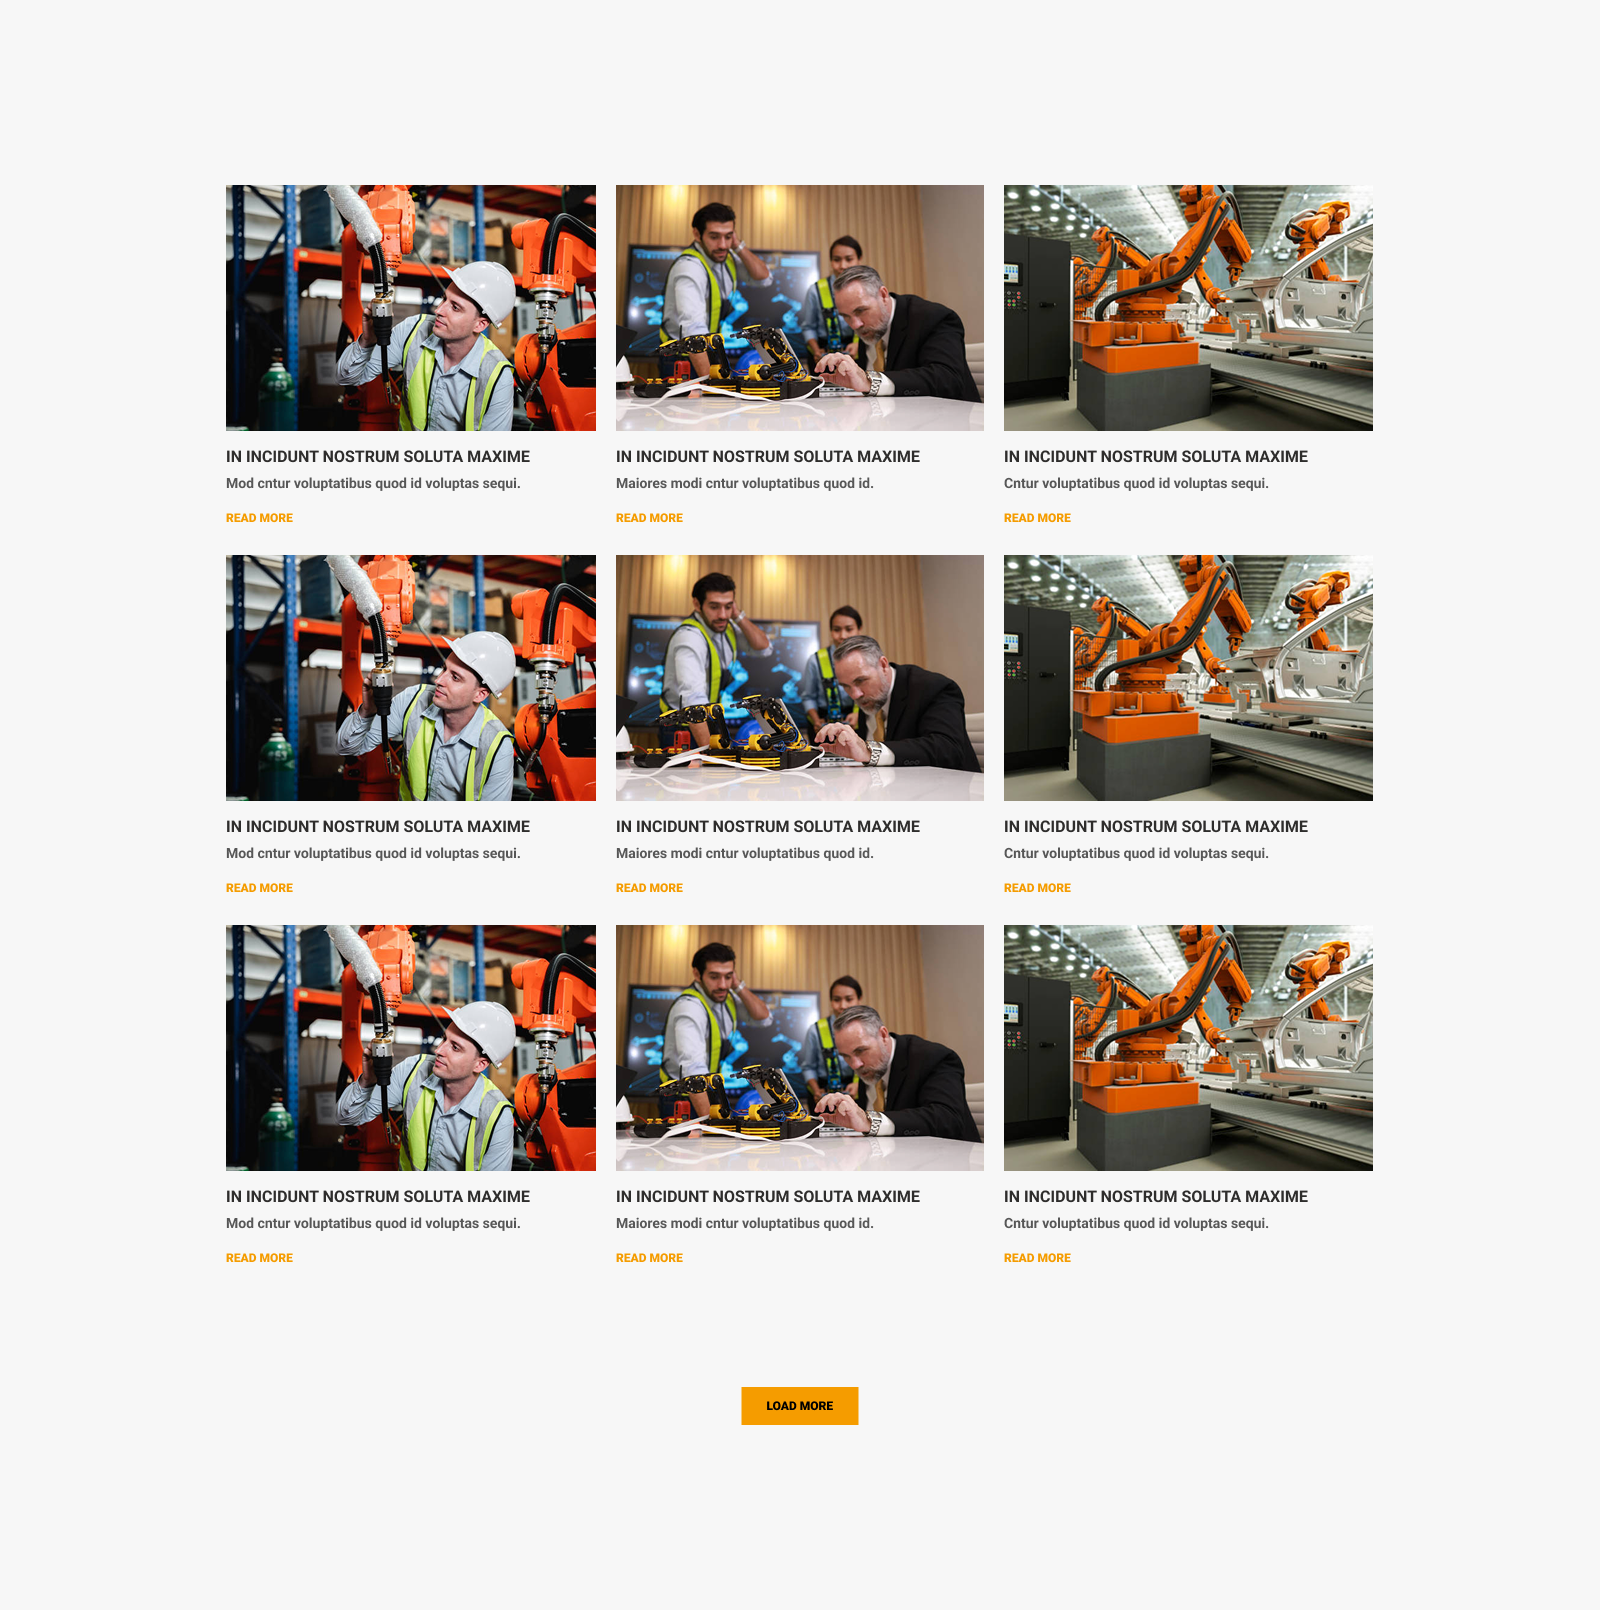 IN INCIDUNT NOSTRUM SOLUTA MAXIME
Mod cntur voluptatibus quod id voluptas sequi.
READ MORE
IN INCIDUNT NOSTRUM SOLUTA MAXIME
Maiores modi cntur voluptatibus quod id.
READ MORE
IN INCIDUNT NOSTRUM SOLUTA MAXIME
Cntur voluptatibus quod id voluptas sequi.
READ MORE
IN INCIDUNT NOSTRUM SOLUTA MAXIME
Mod cntur voluptatibus quod id voluptas sequi.
READ MORE
IN INCIDUNT NOSTRUM SOLUTA MAXIME
Maiores modi cntur voluptatibus quod id.
READ MORE
IN INCIDUNT NOSTRUM SOLUTA MAXIME
Cntur voluptatibus quod id voluptas sequi.
READ MORE
IN INCIDUNT NOSTRUM SOLUTA MAXIME
Mod cntur voluptatibus quod id voluptas sequi.
READ MORE
IN INCIDUNT NOSTRUM SOLUTA MAXIME
Maiores modi cntur voluptatibus quod id.
READ MORE
IN INCIDUNT NOSTRUM SOLUTA MAXIME
Cntur voluptatibus quod id voluptas sequi.
READ MORE
LOAD MORE